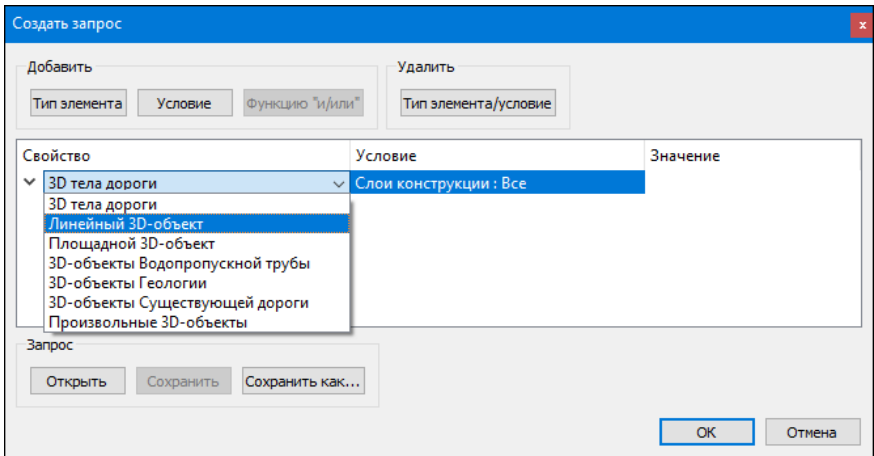 Создать запрос
x
Добавить Удалить
Тип элемента Условие Функцию "и/или" Тип элемента/условие
Свойство Условие Значение
3D тела дороги Слои конструкции : Все
3D тела дороги
Линейный 3D-объект
Площадной 3D-объект
3D-объекты Водопропускной трубы
3D-объекты Геологии
3D-объекты Существующей дороги
Произвольные 3D-объекты
Запрос
Открыть Сохранить Сохранить как...
OK Отмена